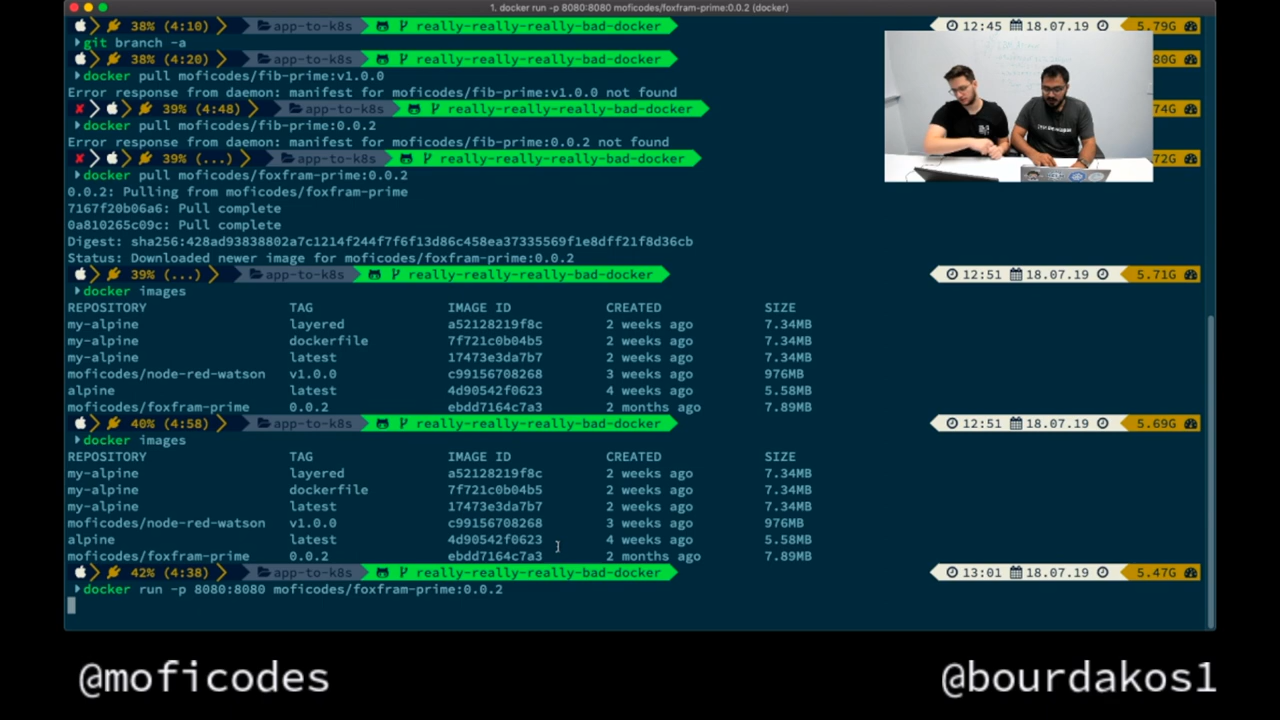 1. docker run -p 8080:8080 moficodes/foxfram-prime:0.0.2 (docker)
38% (4:10) app-to-k8s really-really-really-bad-docker 12:45 18.07.19 5.79G
git branch -a
38% (4:20) app-to-k8s really-really-really-bad-docker 80G
docker pull moficodes/fib-prime:v1.0.0
Error response from daemon: manifest for moficodes/fib-prime:v1.0.0 not found
39% (4:48) app-to-k8s really-really-really-bad-docker 74G
docker pull moficodes/fib-prime:0.0.2
Error response from daemon: manifest for moficodes/fib-prime:0.0.2 not found
39% (...) app-to-k8s really-really-really-bad-docker 72G
docker pull moficodes/foxfram-prime:0.0.2
0.0.2: Pulling from moficodes/foxfram-prime
7167f20b06a6: Pull complete
0a810265c09c: Pull complete
Digest: sha256:428ad93838802a7c1214f244f7f6f13d86c458ea37335569f1e8dff21f8d36cb
Status: Downloaded newer image for moficodes/foxfram-prime:0.0.2
39% (...) app-to-k8s really-really-really-bad-docker 12:51 18.07.19 5.71G
docker images
REPOSITORY TAG IMAGE ID CREATED SIZE
my-alpine layered a52128219f8c 2 weeks ago 7.34MB
my-alpine dockerfile 7f721c0b04b5 2 weeks ago 7.34MB
my-alpine latest 17473e3da7b7 2 weeks ago 7.34MB
moficodes/node-red-watson v1.0.0 c99156708268 3 weeks ago 976MB
alpine latest 4d90542f0623 4 weeks ago 5.58MB
moficodes/foxfram-prime 0.0.2 ebdd7164c7a3 2 months ago 7.89MB
40% (4:58) app-to-k8s really-really-really-bad-docker 12:51 18.07.19 5.69G
docker images
REPOSITORY TAG IMAGE ID CREATED SIZE
my-alpine layered a52128219f8c 2 weeks ago 7.34MB
my-alpine dockerfile 7f721c0b04b5 2 weeks ago 7.34MB
my-alpine latest 17473e3da7b7 2 weeks ago 7.34MB
moficodes/node-red-watson v1.0.0 c99156708268 3 weeks ago 976MB
alpine latest 4d90542f0623 4 weeks ago 5.58MB
moficodes/foxfram-prime 0.0.2 ebdd7164c7a3 2 months ago 7.89MB
42% (4:38) app-to-k8s really-really-really-bad-docker 13:01 18.07.19 5.47G
docker run -p 8080:8080 moficodes/foxfram-prime:0.0.2
@moficodes @bourdakos1